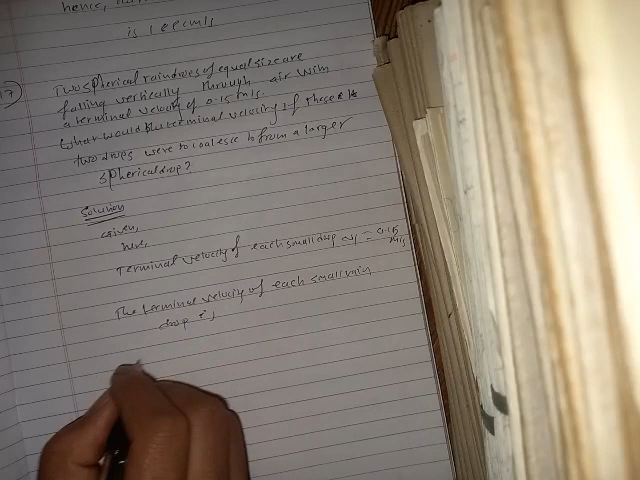 hence,
is 1 e e cm/s
17)
Two spherical raindrops of equal size are
falling vertically through air with
a terminal velocity of 0.15 m/s.
What would the terminal velocity if these
two drops were to coalesce to from a larger
spherical drop?
Solution
Given,
We,
Terminal velocity of each small drop v1 = 0.15 m/s
The terminal velocity of each small rain
drop is,